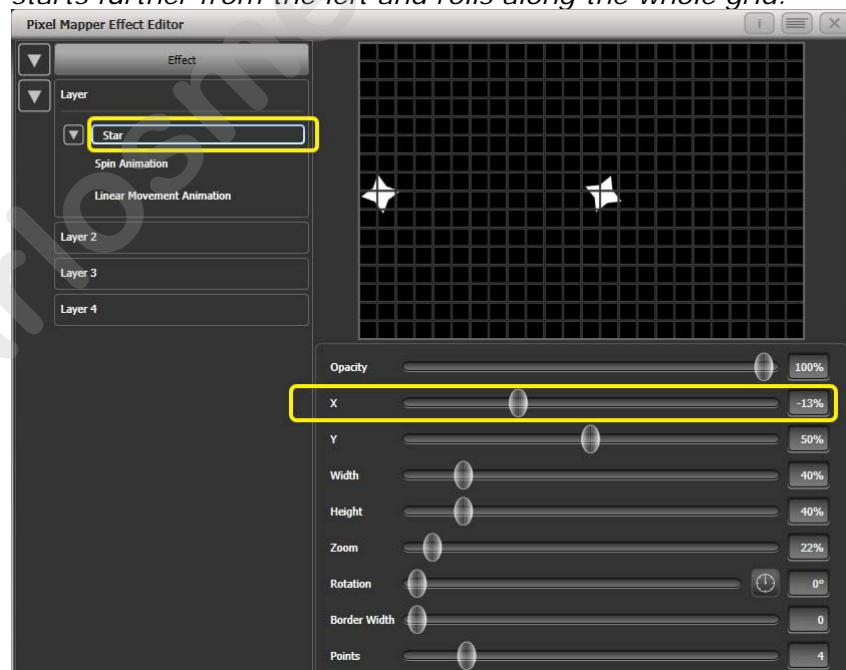 starts further from the left and rolls along the whole grid.
Pixel Mapper Effect Editor
i
Effect
Layer
Star
Spin Animation
Linear Movement Animation
Layer 2
Layer 3
Layer 4
Opacity 100%
X -13%
Y 50%
Width 40%
Height 40%
Zoom 22%
Rotation 0°
Border Width 0
Points 4